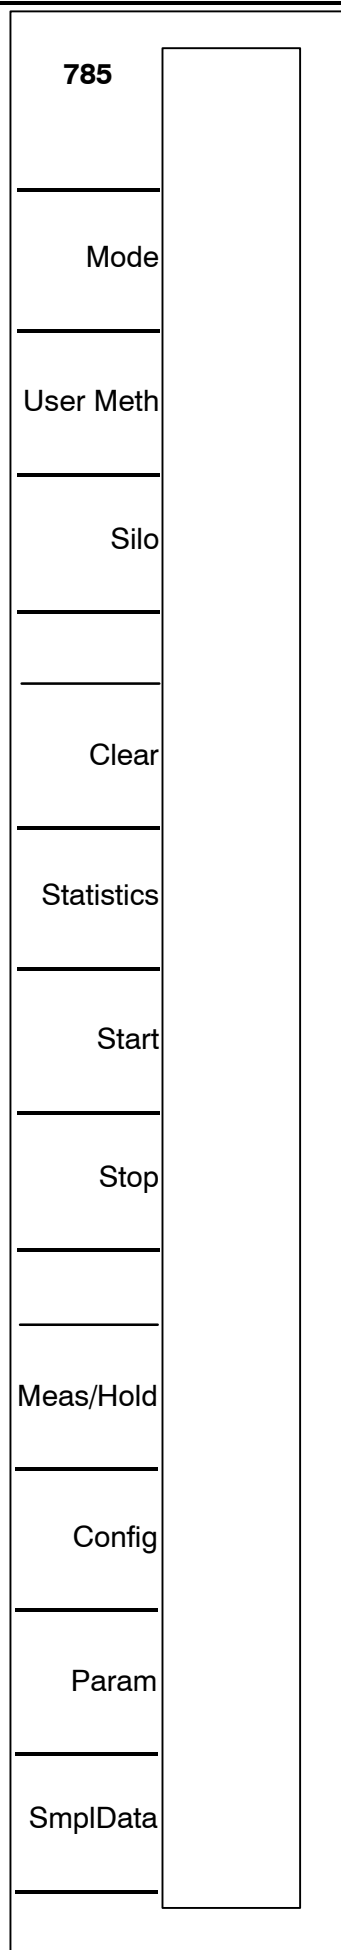 785
Mode
User Meth
Silo
Clear
Statistics
Start
Stop
Meas/Hold
Config
Param
SmplData